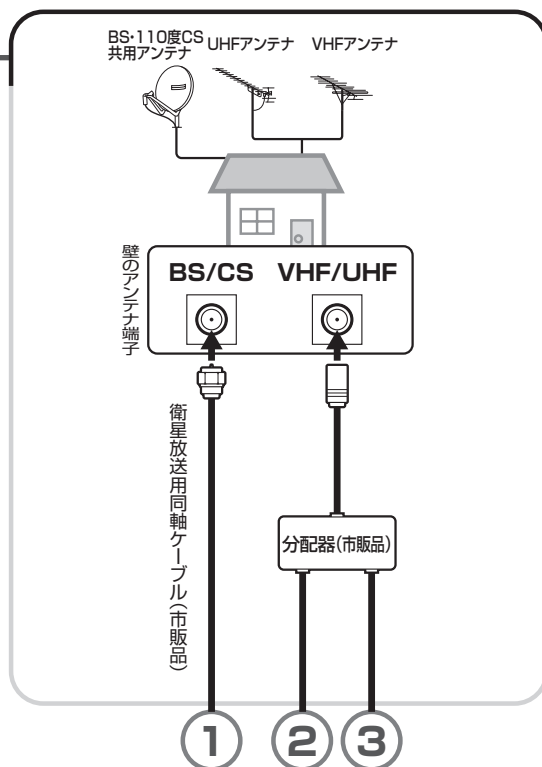 BS・110度CS
共用アンテナ
UHFアンテナ
VHFアンテナ
壁のアンテナ端子
BS/CS
VHF/UHF
衛星放送用同軸ケーブル(市販品)
分配器(市販品)
1
2
3